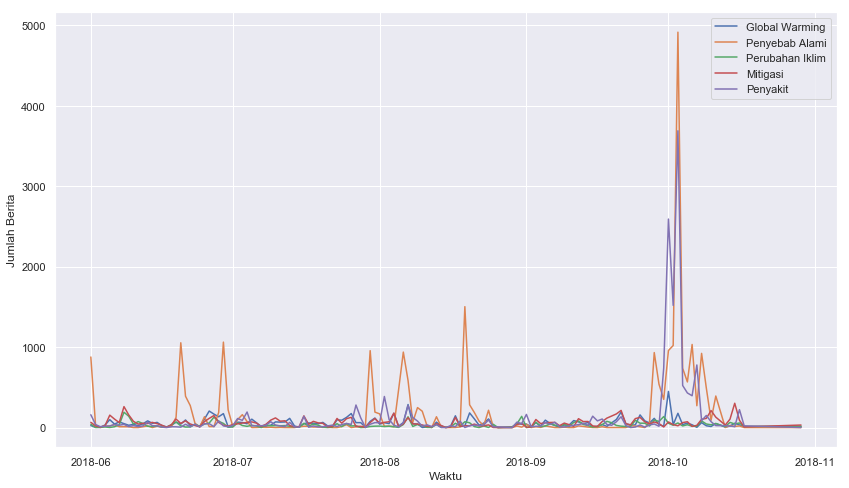 Global Warming
Penyebab Alami
Perubahan Iklim
Mitigasi
Penyakit
Jumlah Berita
5000
4000
3000
2000
1000
0
2018-06 2018-07 2018-08 2018-09 2018-10 2018-11
Waktu